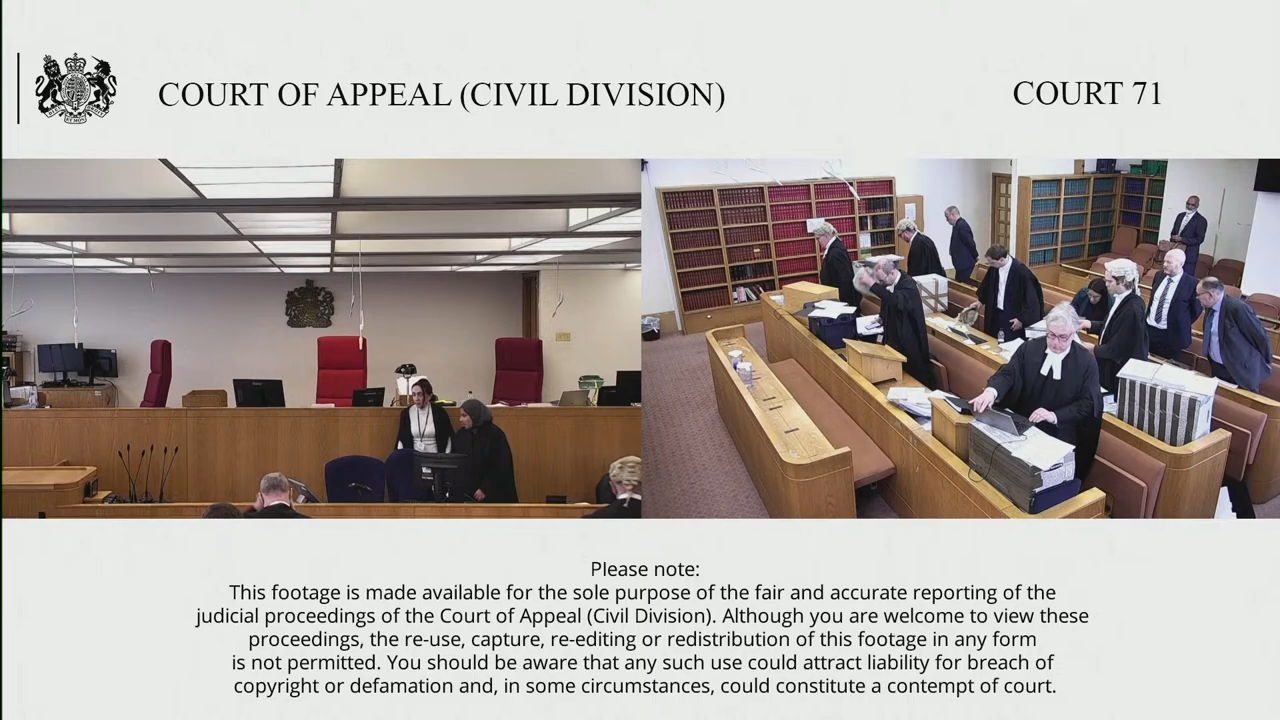 COURT OF APPEAL (CIVIL DIVISION)
COURT 71
Please note:
This footage is made available for the sole purpose of the fair and accurate reporting of the
judicial proceedings of the Court of Appeal (Civil Division). Although you are welcome to view these
proceedings, the re-use, capture, re-editing or redistribution of this footage in any form
is not permitted. You should be aware that any such use could attract liability for breach of
copyright or defamation and, in some circumstances, could constitute a contempt of court.